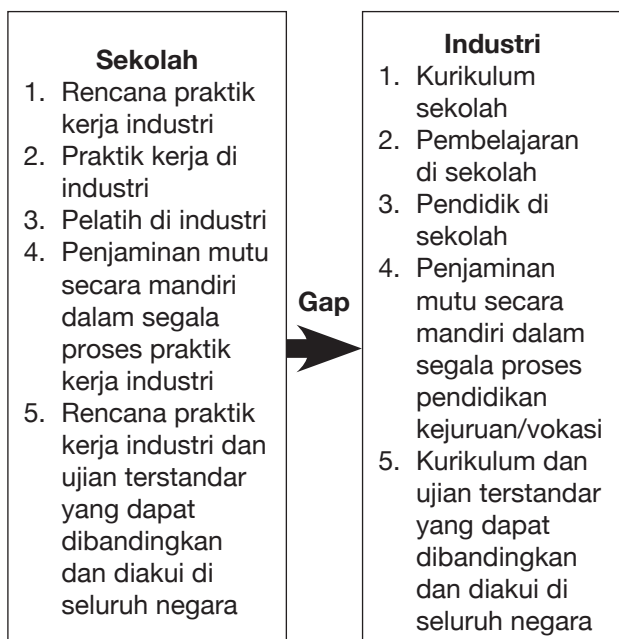 Sekolah
1. Rencana praktik
kerja industri
2. Praktik kerja di
industri
3. Pelatih di industri
4. Penjaminan mutu
secara mandiri
dalam segala
proses praktik
kerja industri
5. Rencana praktik
kerja industri dan
ujian terstandar
yang dapat
dibandingkan
dan diakui di
seluruh negara
Gap
Industri
1. Kurikulum
sekolah
2. Pembelajaran
di sekolah
3. Pendidik di
sekolah
4. Penjaminan
mutu secara
mandiri dalam
segala proses
pendidikan
kejuruan/vokasi
5. Kurikulum dan
ujian terstandar
yang dapat
dibandingkan
dan diakui di
seluruh negara